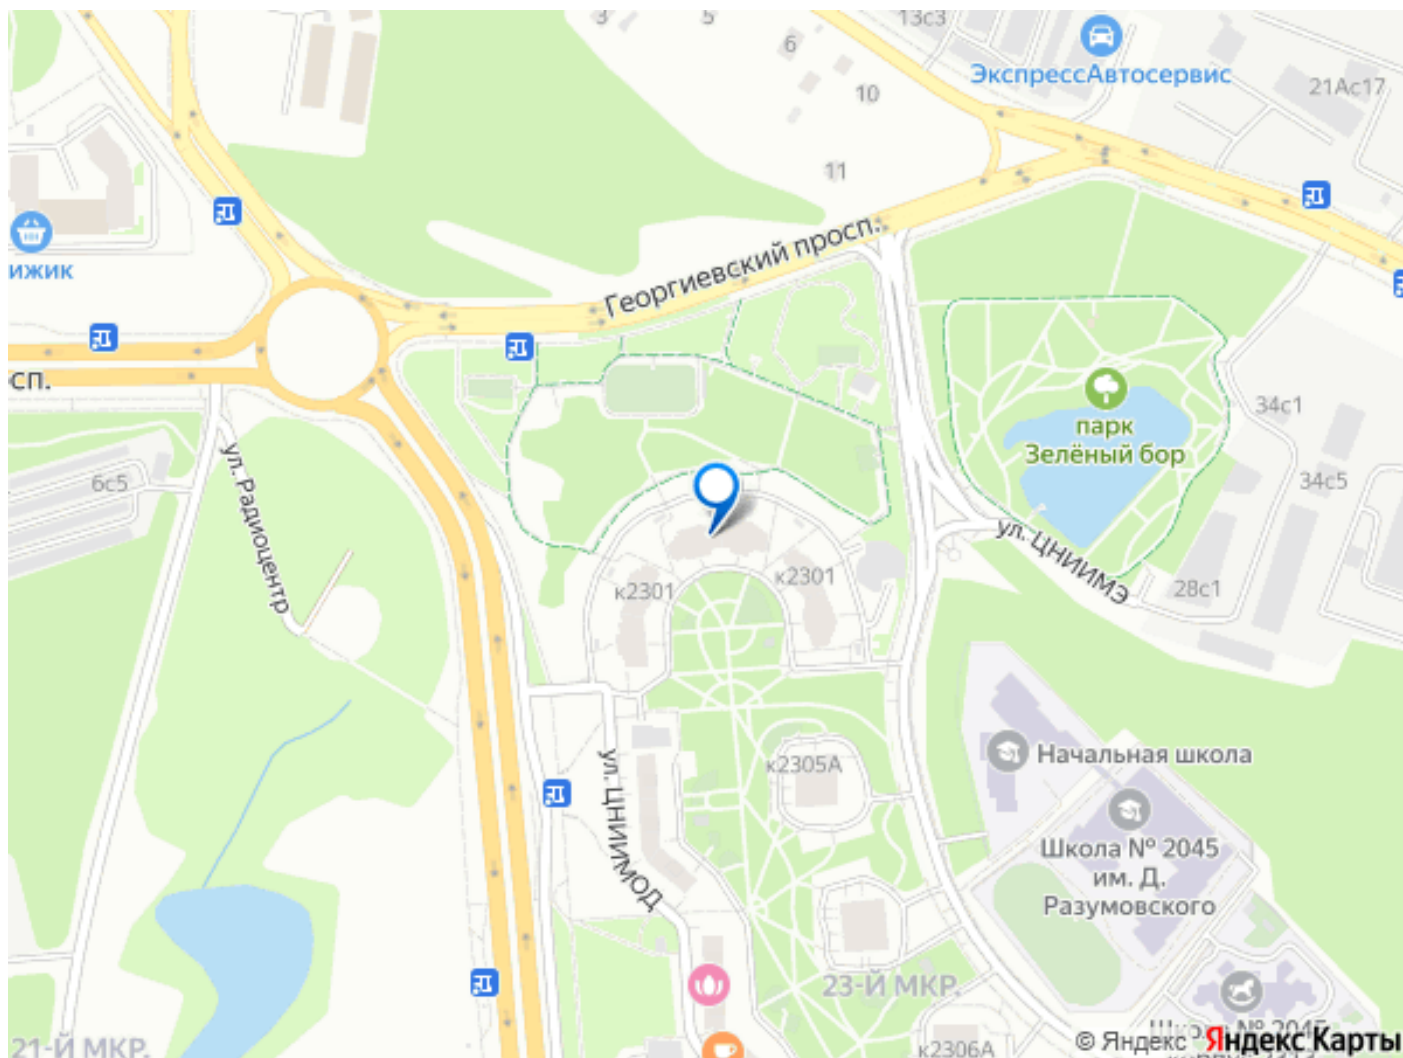 3
5
13с3
6
ЭкспрессАвтосервис
21Ас17
10
11
ижик
Георгиевский просп.
сп.
парк
Зелёный бор
34с1
6с5
ул. Радиоцентр
34с5
ул. ЦНИИМЭ
к2301
к2301
28с1
Начальная школа
к2305А
ул. ЦНИИМОД
Школа № 2045
им. Д.
Разумовского
23-Й МКР.
21-Й МКР.
к2306А
© Яндекс
Яндекс Карты